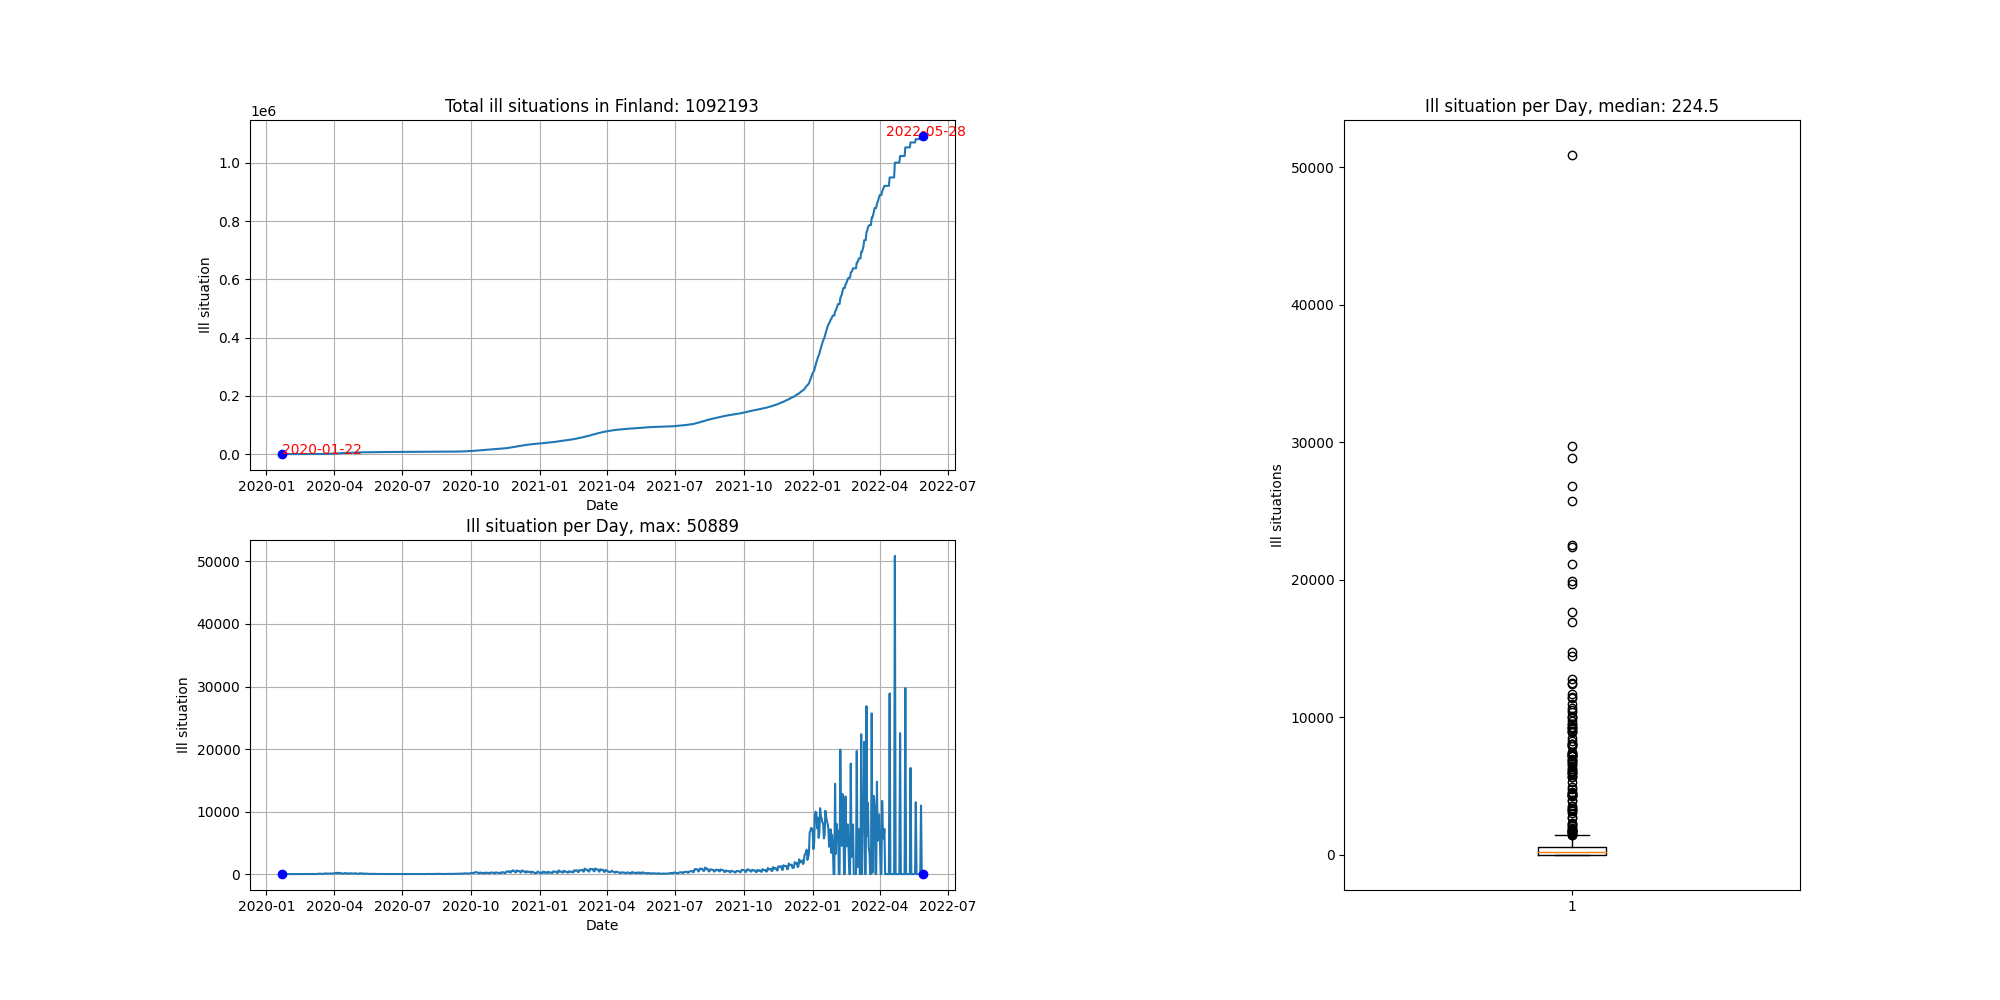 Total ill situations in Finland: 1092193
1e6
Ill situation
1.0
0.8
0.6
0.4
0.2
0.0
2022-05-28
2020-01-22
2020-01 2020-04 2020-07 2020-10 2021-01 2021-04 2021-07 2021-10 2022-01 2022-04 2022-07
Date
Ill situation per Day, max: 50889
Ill situation
50000
40000
30000
20000
10000
0
2020-01 2020-04 2020-07 2020-10 2021-01 2021-04 2021-07 2021-10 2022-01 2022-04 2022-07
Date
Ill situation per Day, median: 224.5
Ill situations
50000
40000
30000
20000
10000
0
1